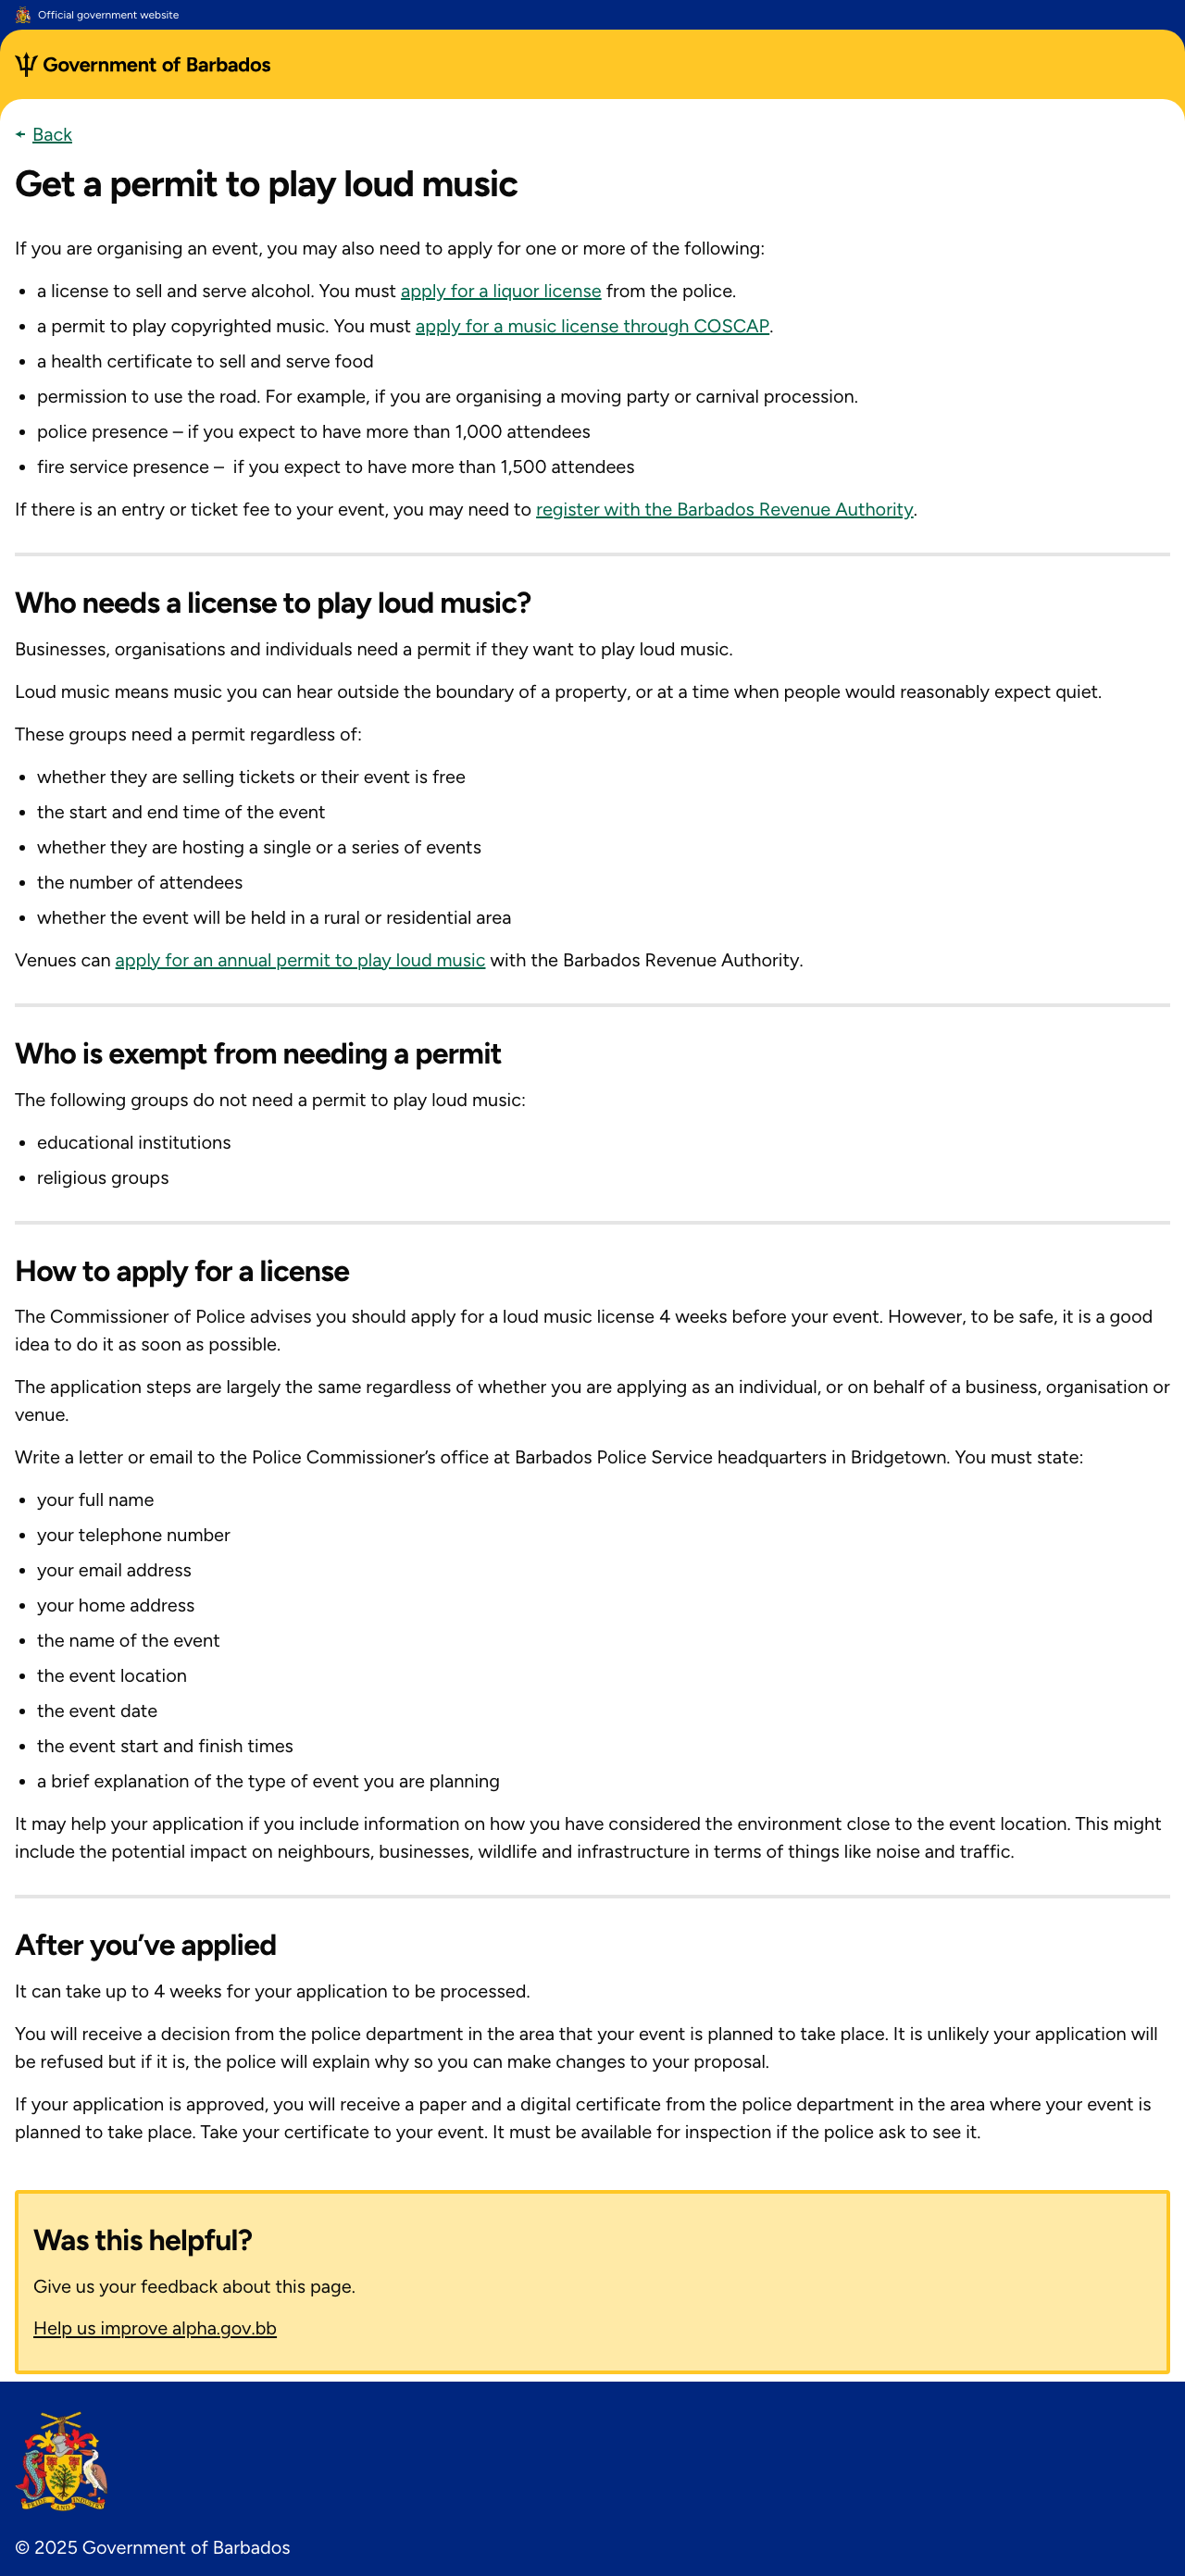 Official government website
Government of Barbados
Back
Get a permit to play loud music
If you are organising an event, you may also need to apply for one or more of the following:
• a license to sell and serve alcohol. You must apply for a liquor license from the police.
• a permit to play copyrighted music. You must apply for a music license through COSCAP.
• a health certificate to sell and serve food
• permission to use the road. For example, if you are organising a moving party or carnival procession.
• police presence – if you expect to have more than 1,000 attendees
• fire service presence –  if you expect to have more than 1,500 attendees
If there is an entry or ticket fee to your event, you may need to register with the Barbados Revenue Authority.
Who needs a license to play loud music?
Businesses, organisations and individuals need a permit if they want to play loud music.
Loud music means music you can hear outside the boundary of a property, or at a time when people would reasonably expect quiet.
These groups need a permit regardless of:
• whether they are selling tickets or their event is free
• the start and end time of the event
• whether they are hosting a single or a series of events
• the number of attendees
• whether the event will be held in a rural or residential area
Venues can apply for an annual permit to play loud music with the Barbados Revenue Authority.
Who is exempt from needing a permit
The following groups do not need a permit to play loud music:
• educational institutions
• religious groups
How to apply for a license
The Commissioner of Police advises you should apply for a loud music license 4 weeks before your event. However, to be safe, it is a good
idea to do it as soon as possible.
The application steps are largely the same regardless of whether you are applying as an individual, or on behalf of a business, organisation or
venue.
Write a letter or email to the Police Commissioner’s office at Barbados Police Service headquarters in Bridgetown. You must state:
• your full name
• your telephone number
• your email address
• your home address
• the name of the event
• the event location
• the event date
• the event start and finish times
• a brief explanation of the type of event you are planning
It may help your application if you include information on how you have considered the environment close to the event location. This might
include the potential impact on neighbours, businesses, wildlife and infrastructure in terms of things like noise and traffic.
After you’ve applied
It can take up to 4 weeks for your application to be processed.
You will receive a decision from the police department in the area that your event is planned to take place. It is unlikely your application will
be refused but if it is, the police will explain why so you can make changes to your proposal.
If your application is approved, you will receive a paper and a digital certificate from the police department in the area where your event is
planned to take place. Take your certificate to your event. It must be available for inspection if the police ask to see it.
Was this helpful?
Give us your feedback about this page.
Help us improve alpha.gov.bb
PRIDE AND INDUSTRY
© 2025 Government of Barbados